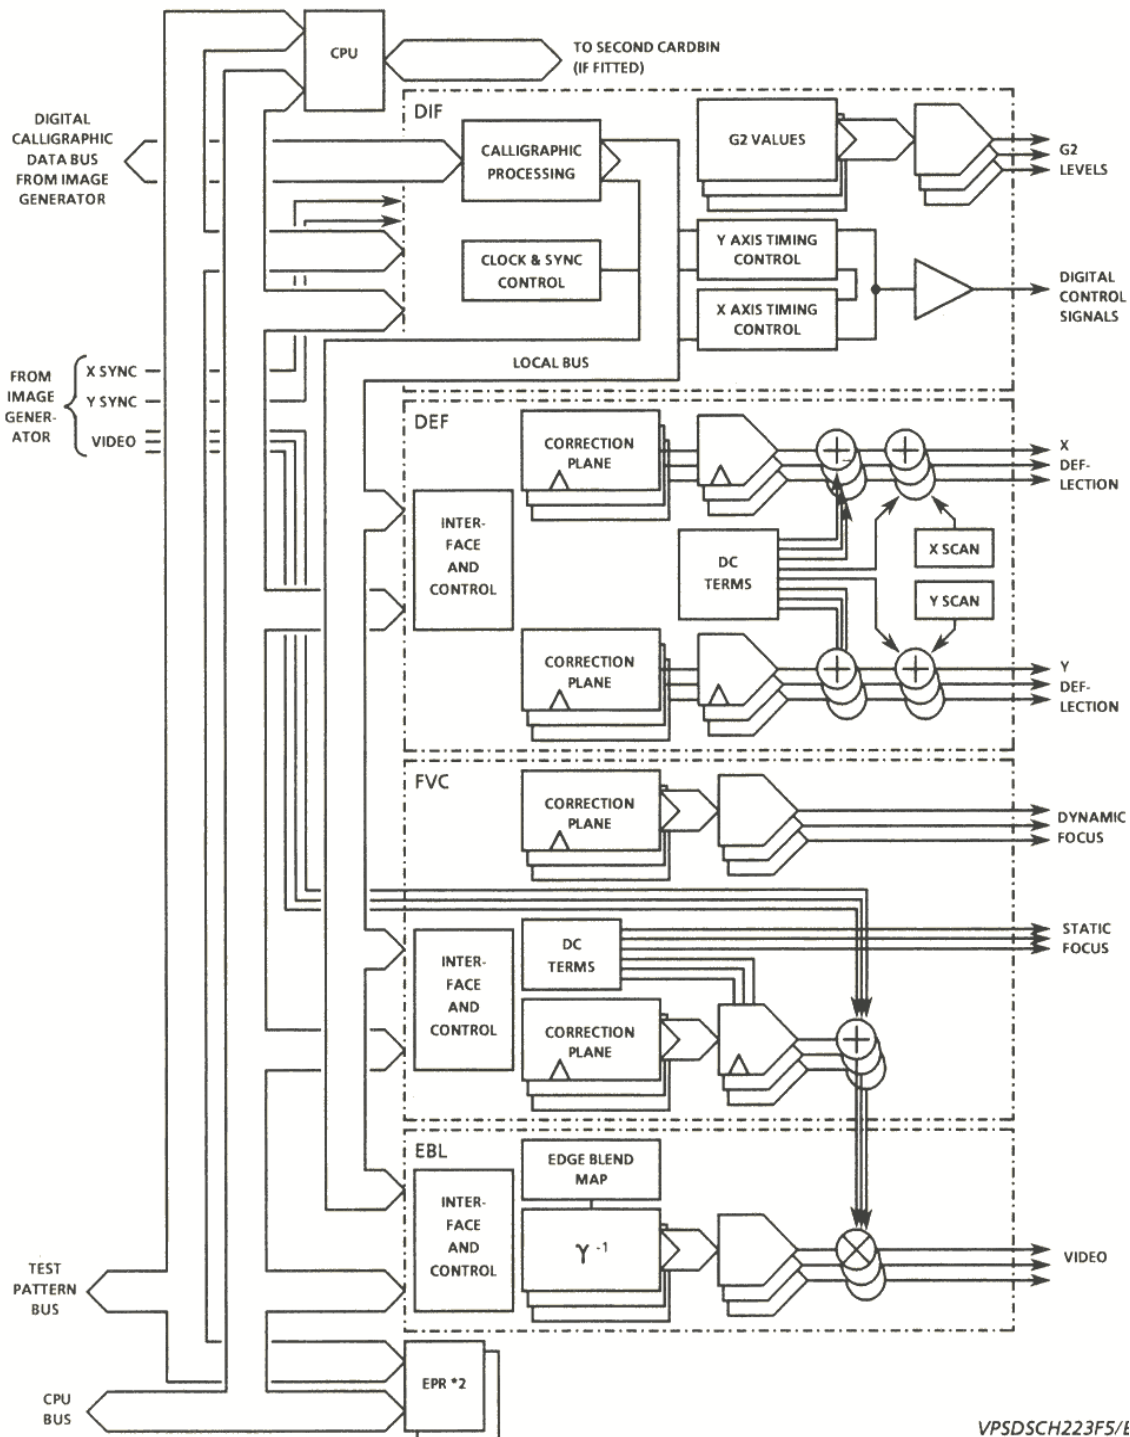 CPU
TO SECOND CARDBIN
(IF FITTED)
DIGITAL
CALLIGRAPHIC
DATA BUS
FROM IMAGE
GENERATOR
DIF
CALLIGRAPHIC
PROCESSING
G2 VALUES
G2
LEVELS
CLOCK & SYNC
CONTROL
Y AXIS TIMING
CONTROL
X AXIS TIMING
CONTROL
DIGITAL
CONTROL
SIGNALS
LOCAL BUS
FROM
IMAGE
GENER-
ATOR
X SYNC
Y SYNC
VIDEO
DEF
CORRECTION
PLANE
X
DEF-
LECTION
INTER-
FACE
AND
CONTROL
DC
TERMS
X SCAN
Y SCAN
CORRECTION
PLANE
Y
DEF-
LECTION
FVC
CORRECTION
PLANE
DYNAMIC
FOCUS
INTER-
FACE
AND
CONTROL
DC
TERMS
STATIC
FOCUS
CORRECTION
PLANE
EBL
INTER-
FACE
AND
CONTROL
EDGE BLEND
MAP
γ -1
VIDEO
TEST
PATTERN
BUS
CPU
BUS
EPR *2
VPSDSCH223F5/E